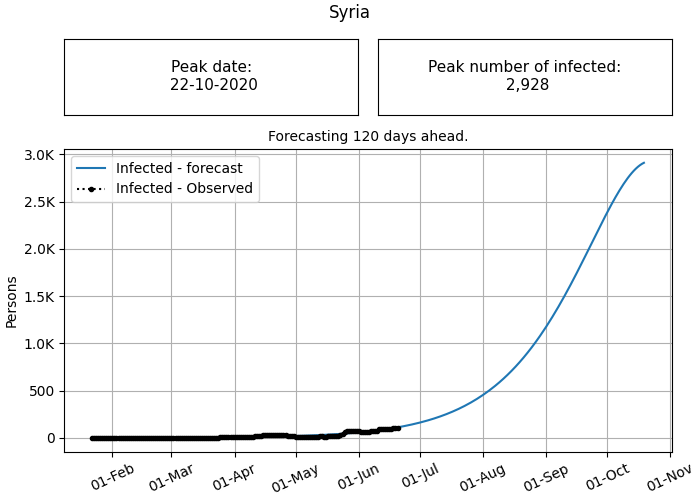 Syria
Peak date:
22-10-2020
Peak number of infected:
2,928
Forecasting 120 days ahead.
Infected - forecast
Infected - Observed
Persons
3.0K
2.5K
2.0K
1.5K
1.0K
500
0
01-Feb
01-Mar
01-Apr
01-May
01-Jun
01-Jul
01-Aug
01-Sep
01-Oct
01-Nov